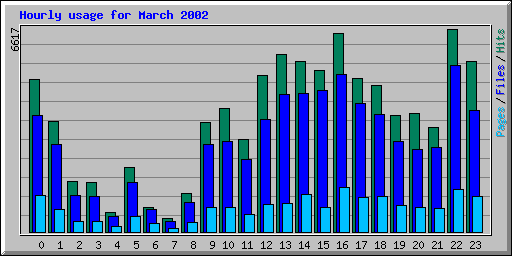 Hourly usage for March 2002
6617
Pages / Files / Hits
0 1 2 3 4 5 6 7 8 9 10 11 12 13 14 15 16 17 18 19 20 21 22 23